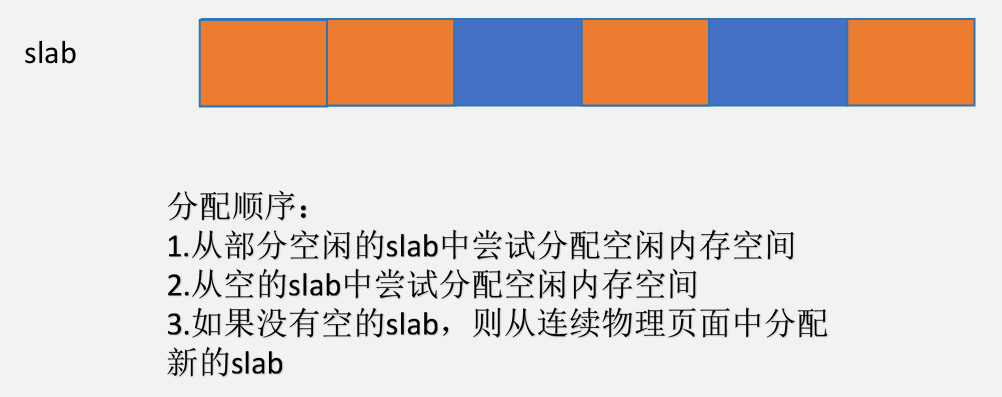 slab
分配顺序：
1.从部分空闲的slab中尝试分配空闲内存空间
2.从空的slab中尝试分配空闲内存空间
3.如果没有空的slab，则从连续物理页面中分配
新的slab